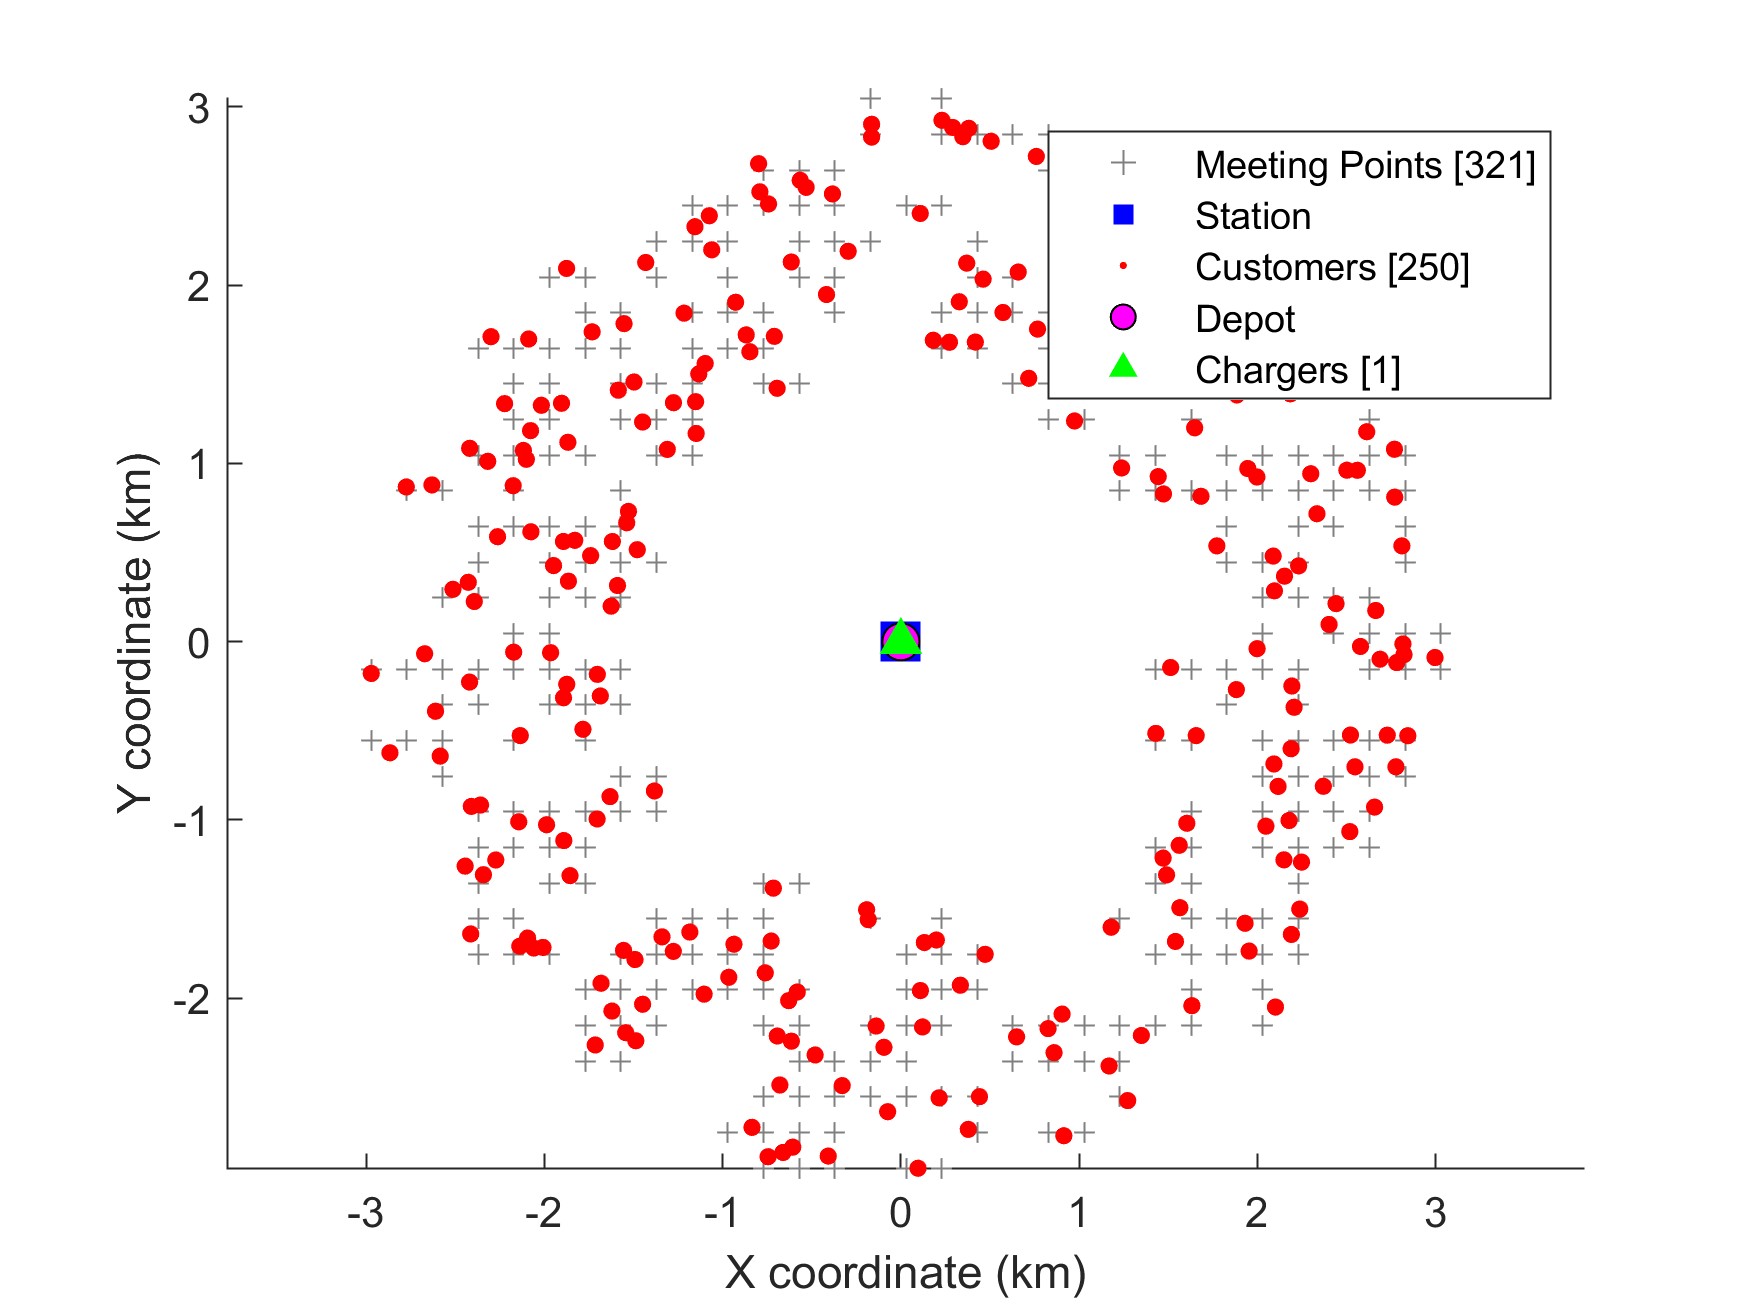 3
2
1
0
-1
-2
Y coordinate (km)
Meeting Points [321]
Station
Customers [250]
Depot
Chargers [1]
-3
-2
-1
0
1
2
3
X coordinate (km)